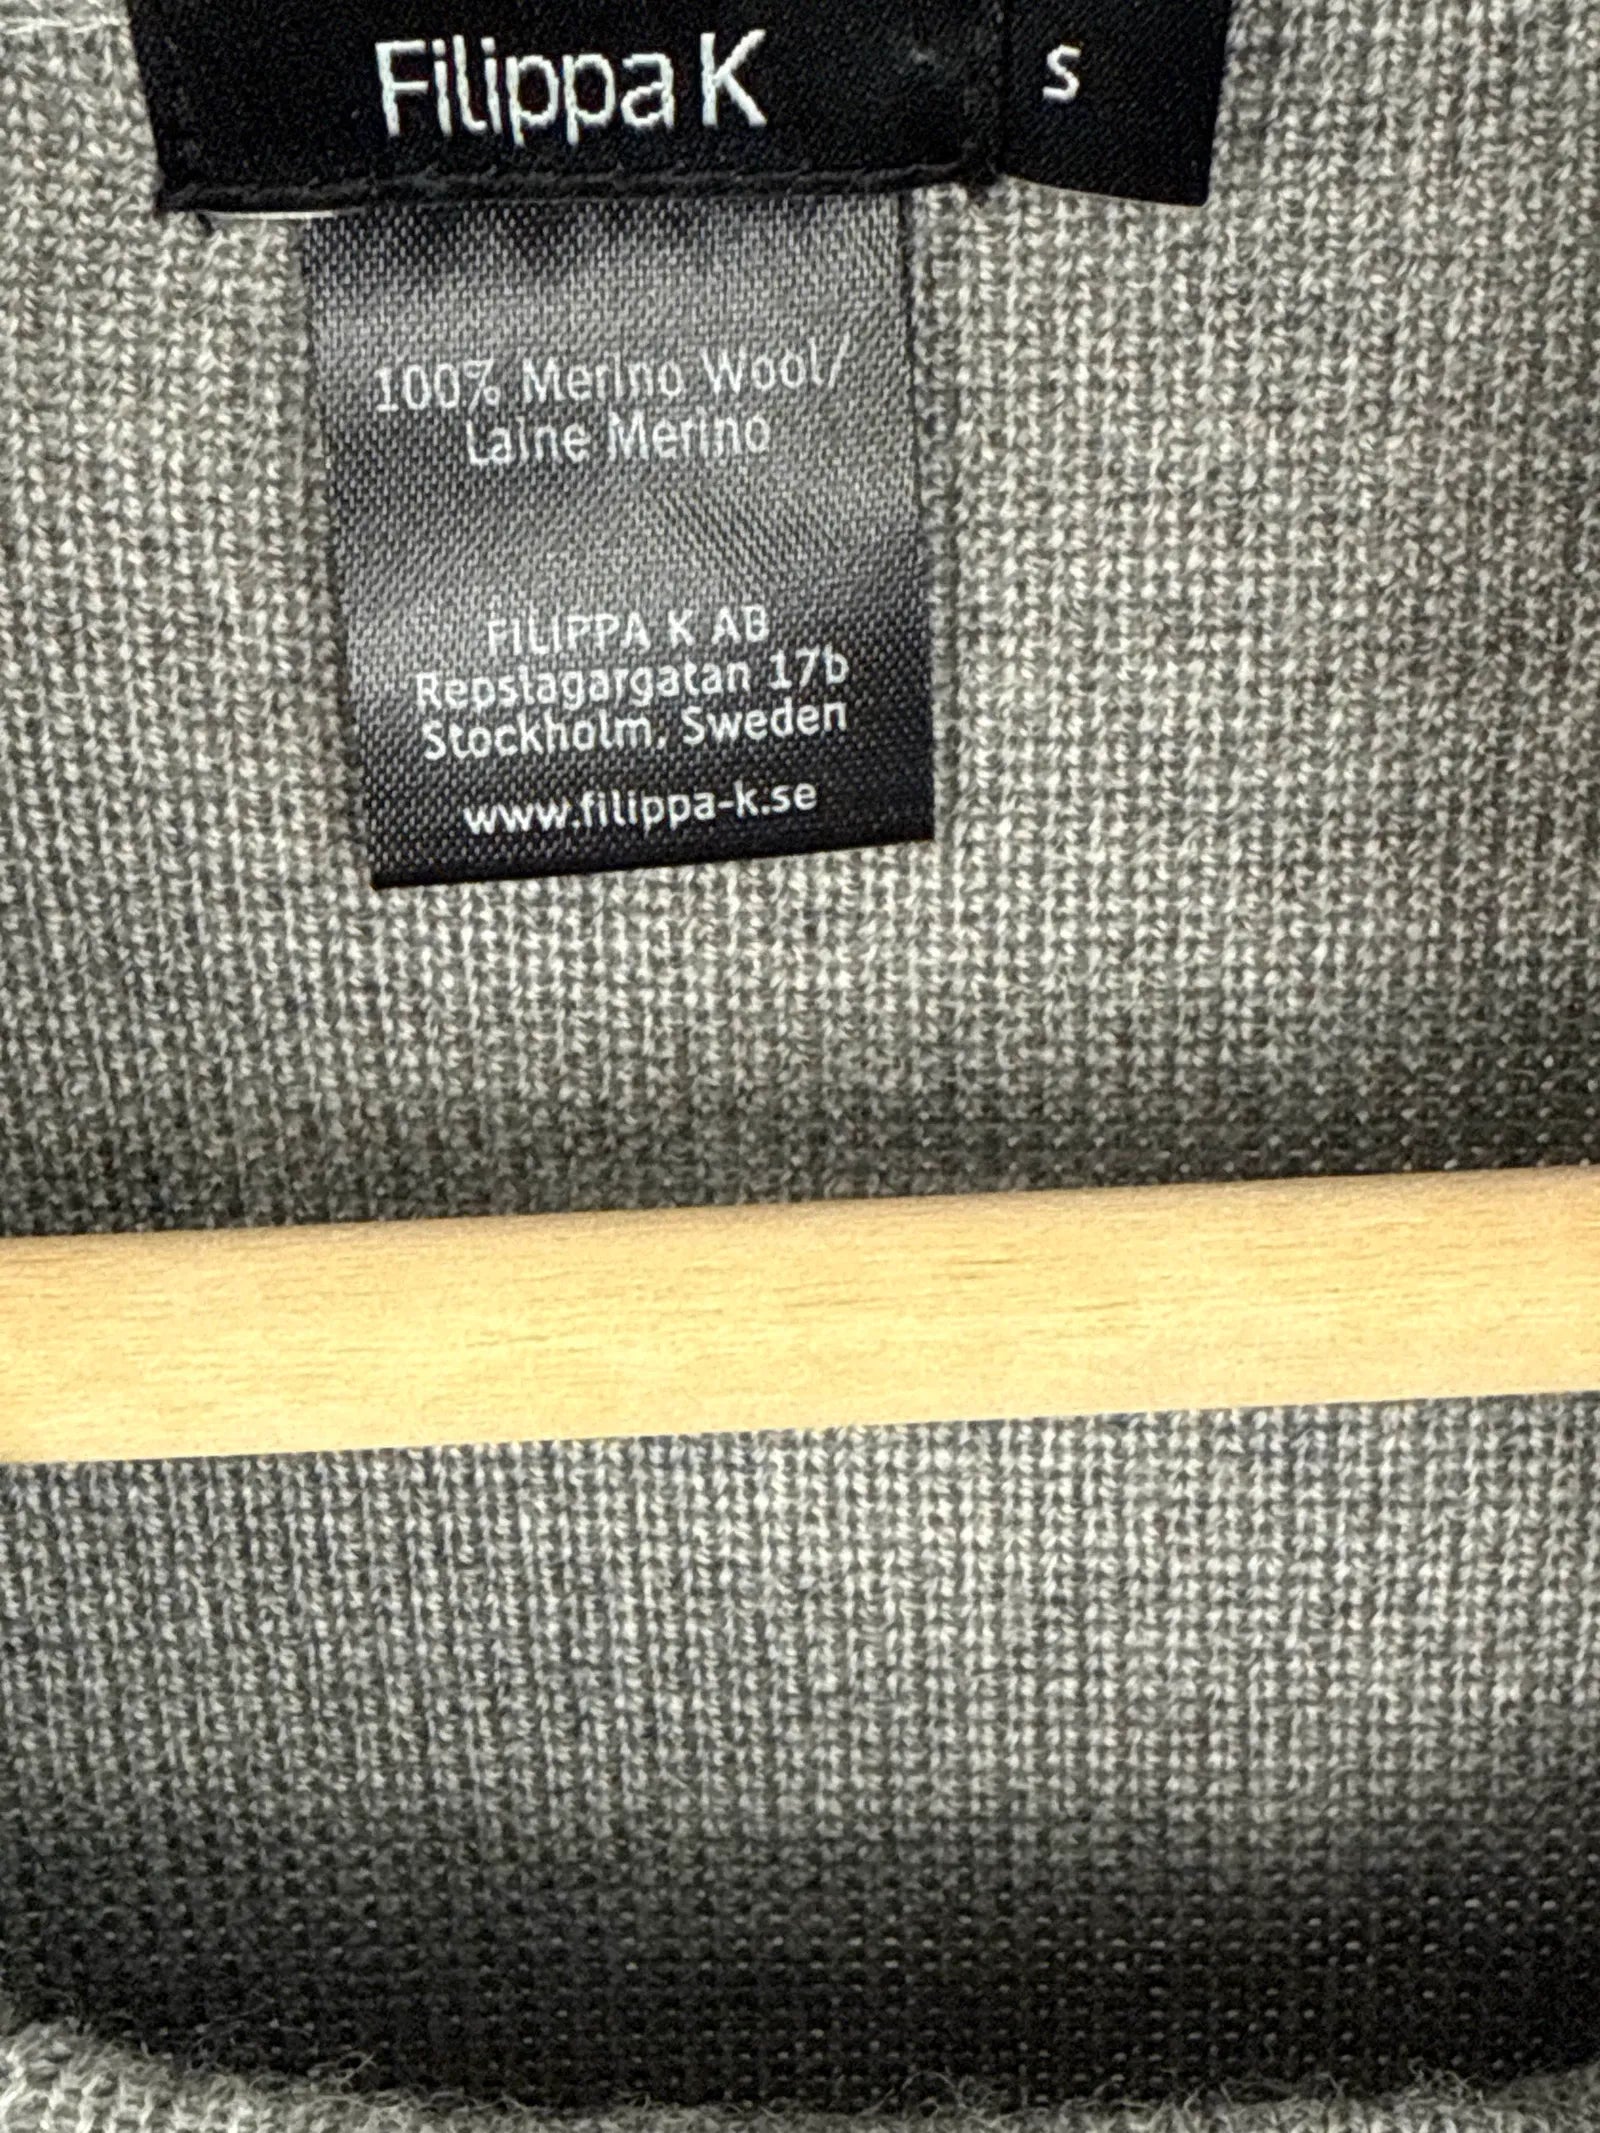 Filippa K S
100% Merino Wool/
Laine Merino
FILIPPA K AB
Repslagargatan 17b
Stockholm, Sweden
www.filippa-k.se